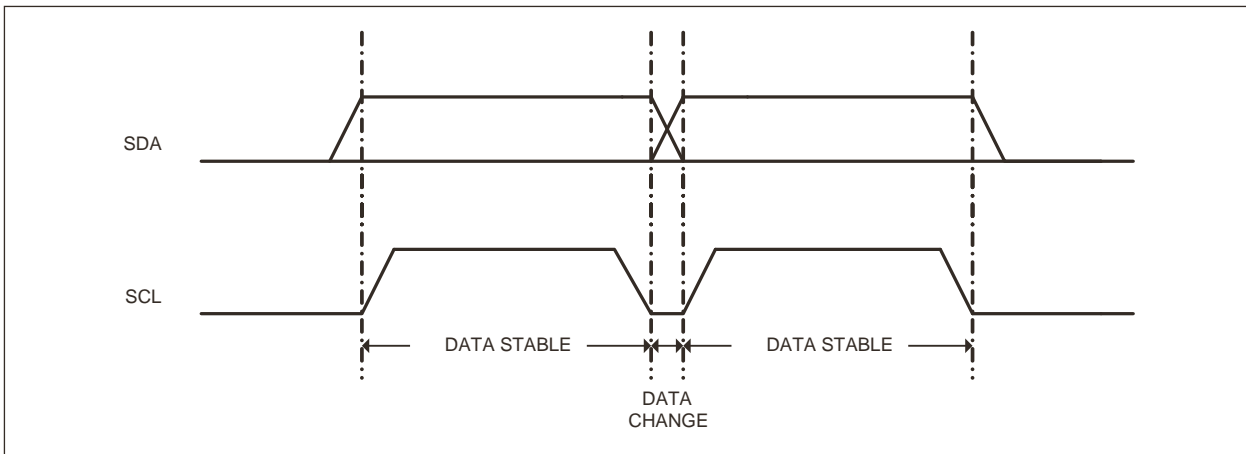 SDA
SCL
DATA STABLE
DATA STABLE
DATA
CHANGE